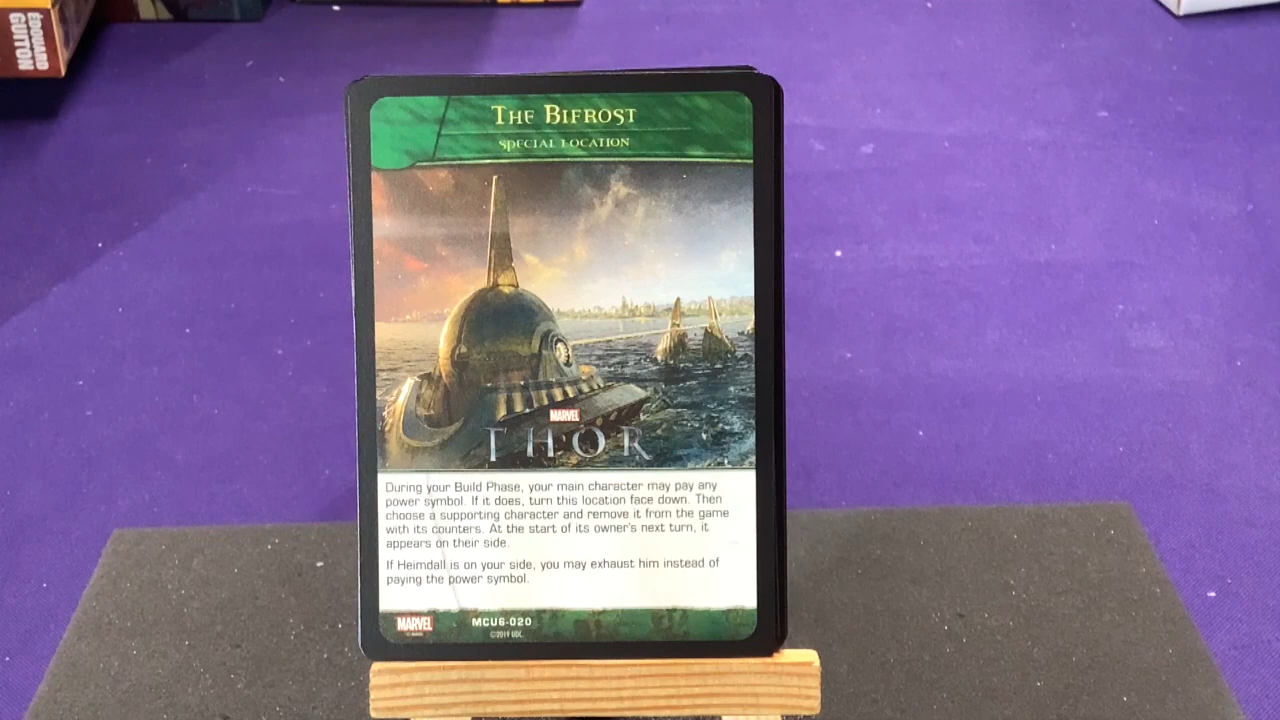 EDOUARD
GUITON
THE BIFROST
SPECIAL LOCATION
MARVEL
THOR
During your Build Phase, your main character may pay any
power symbol. If it does, turn this location face down. Then
choose a supporting character and remove it from the game
with its counters. At the start of its owner's next turn, it
appears on their side.
If Heimdall is on your side, you may exhaust him instead of
paying the power symbol.
MARVEL
MCU6-020
©2019 UDC